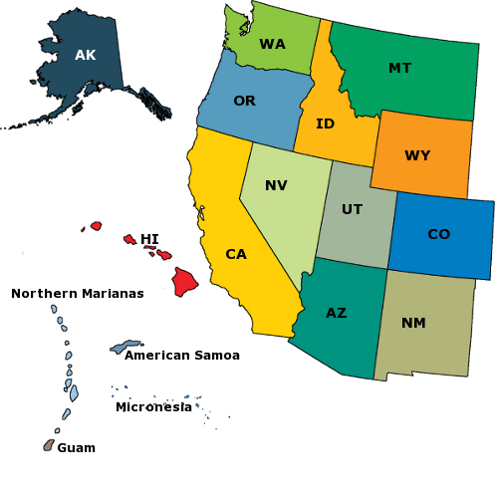 AK
WA
MT
OR
ID
WY
NV
UT
CO
HI
CA
Northern Marianas
AZ
NM
American Samoa
Micronesia
Guam